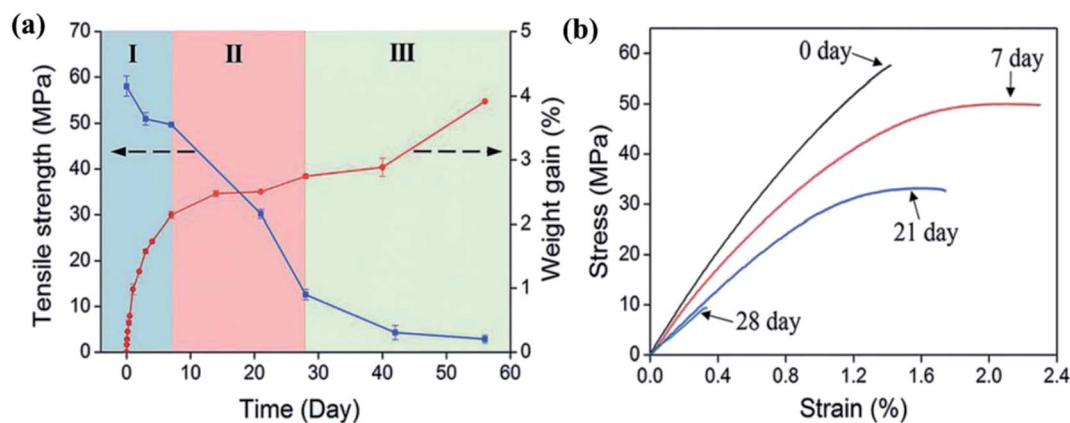 (a)
I
II
III
70
60
50
40
30
20
10
0
Tensile strength (MPa)
5
4
3
2
1
0
Weight gain (%)
0 10 20 30 40 50 60
Time (Day)
(b)
60
50
40
30
20
10
0
Stress (MPa)
0 day
7 day
21 day
28 day
0.0 0.4 0.8 1.2 1.6 2.0 2.4
Strain (%)